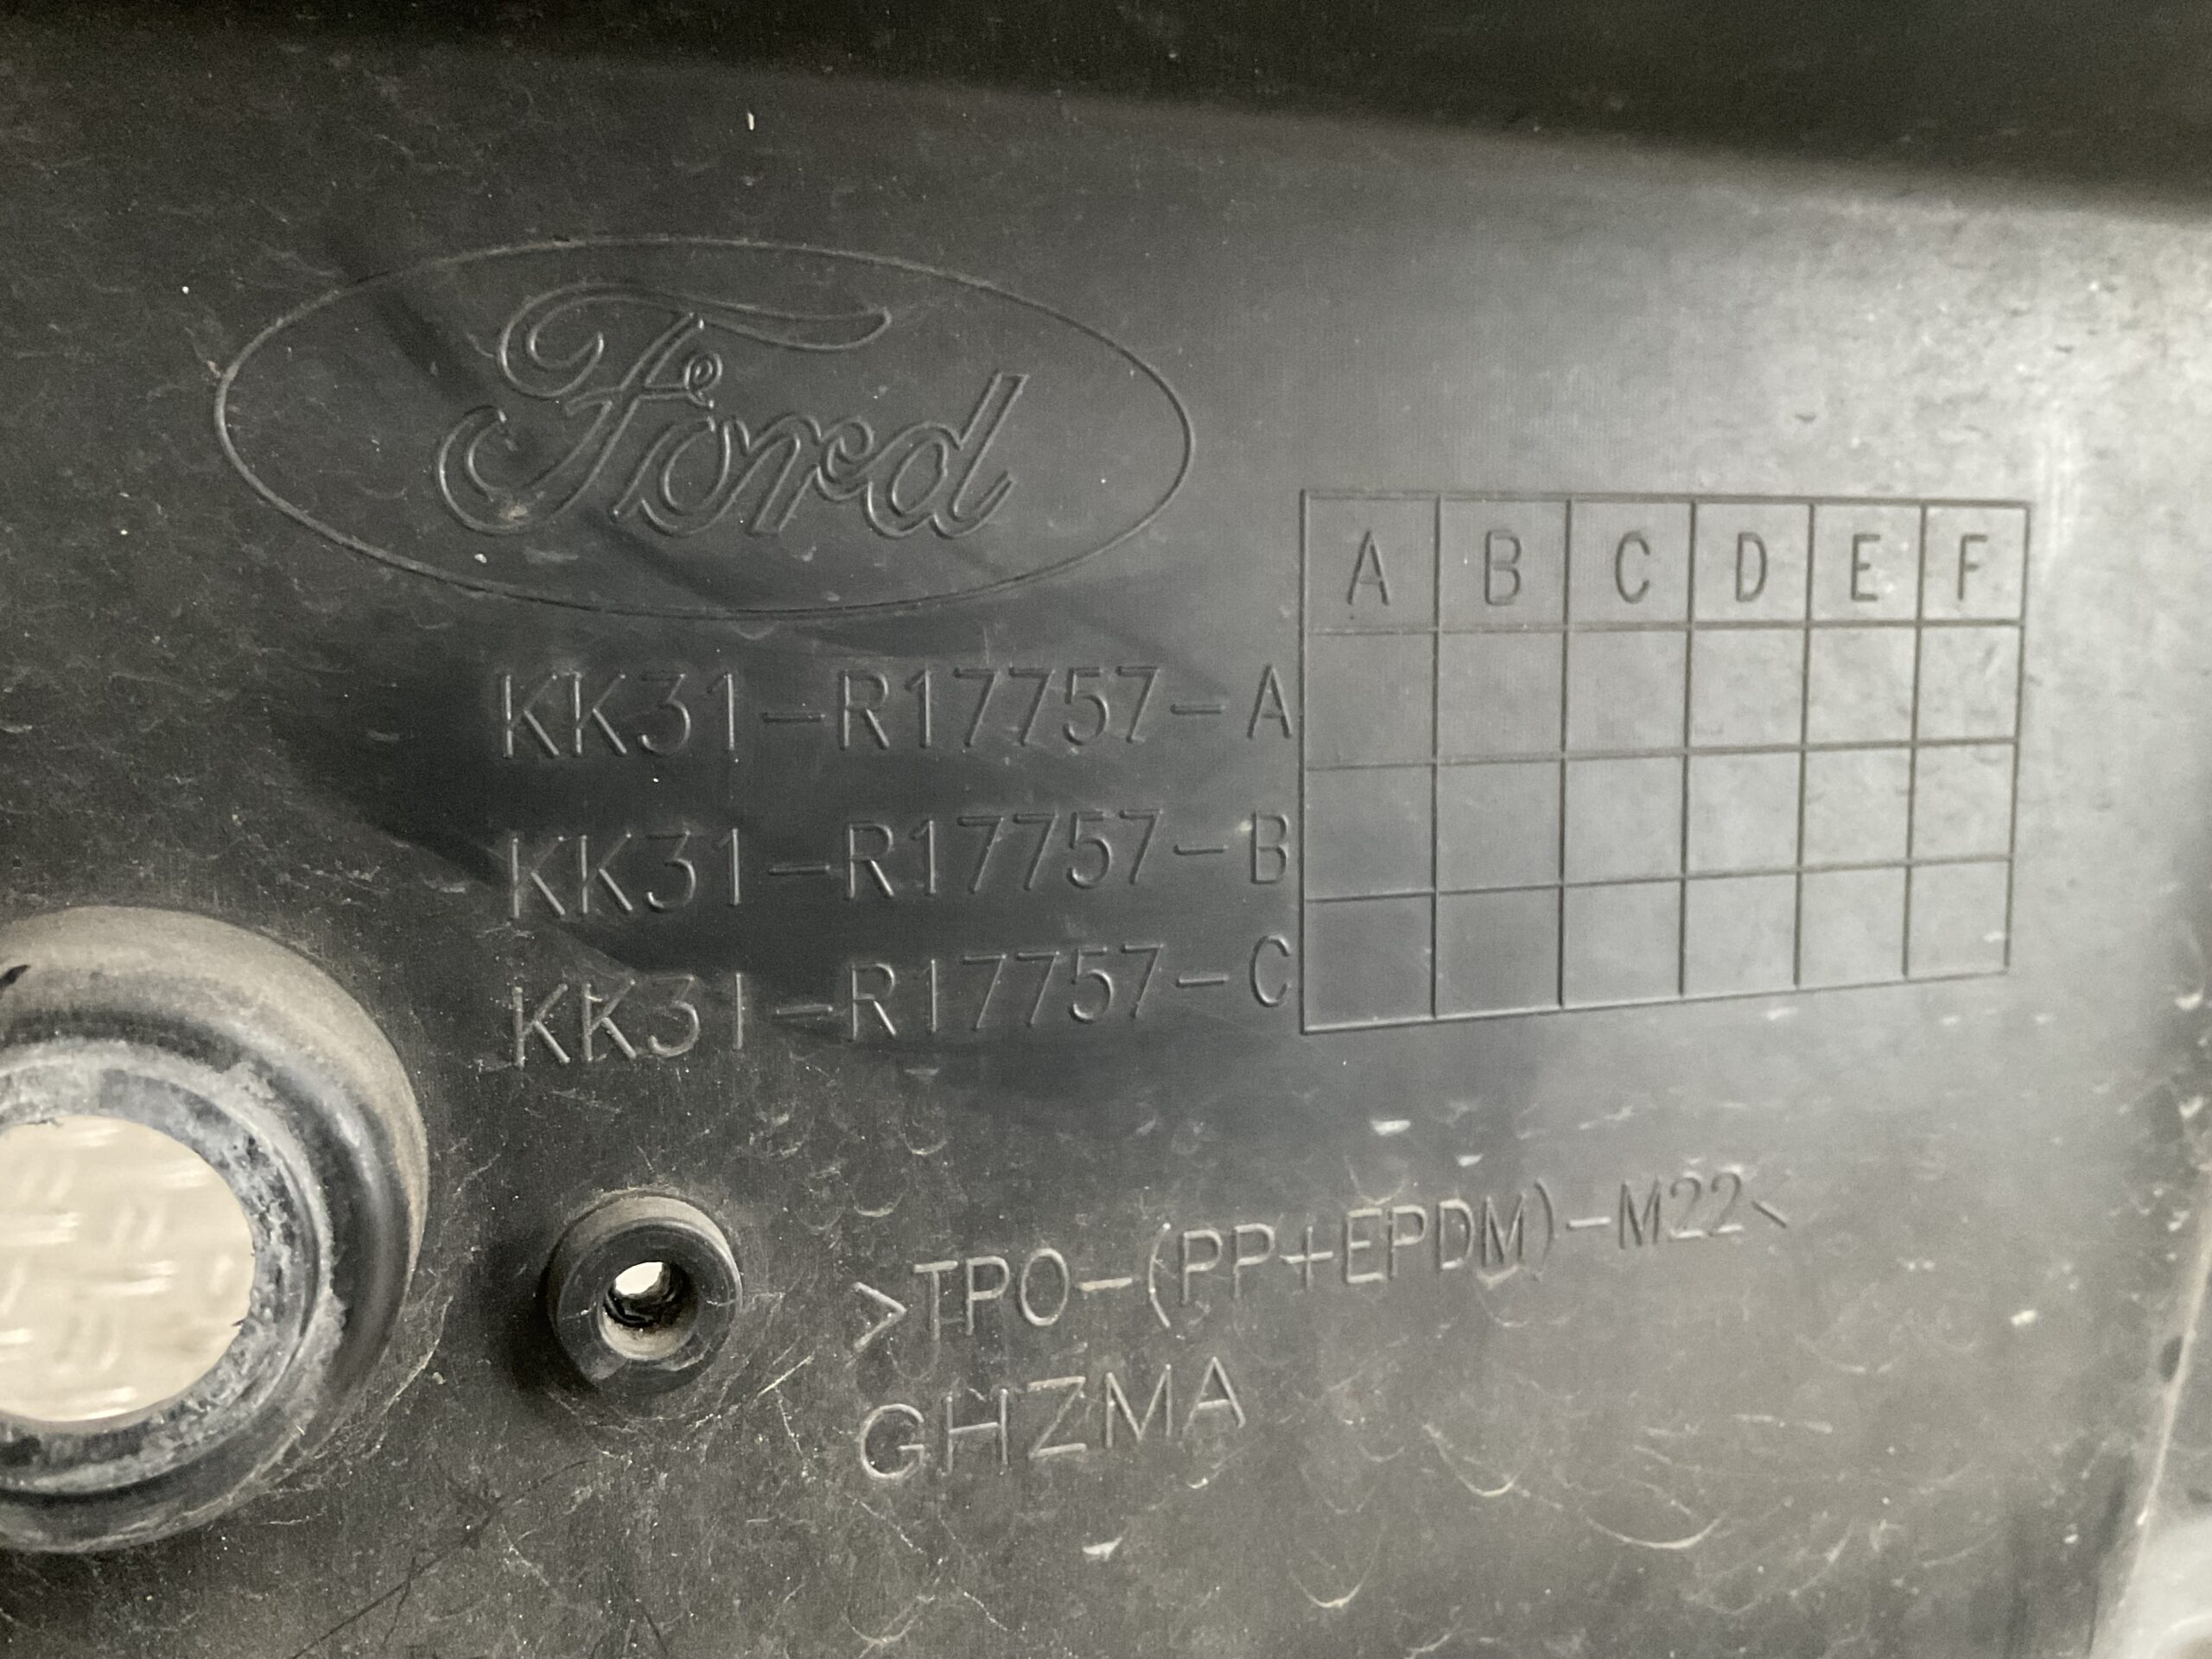 Ford
A B C D E F
KK31-R17757-A
KK31-R17757-B
KK31-R17757-C
>TPO-(PP+EPDM)-M22<
GHZMA